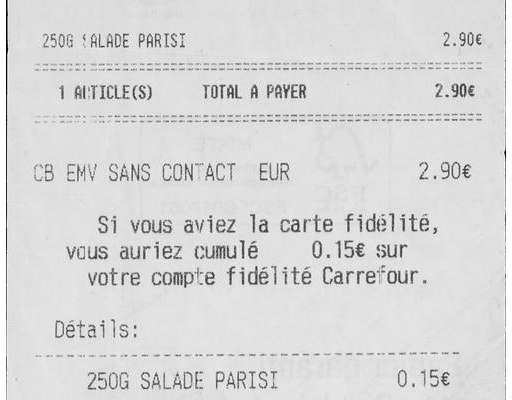 250G SALADE PARISI 2.90€
1 ARTICLE(S) TOTAL A PAYER 2.90€
CB EMV SANS CONTACT EUR 2.90€
Si vous aviez la carte fidélité,
vous auriez cumulé 0.15€ sur
votre compte fidélité Carrefour.
Détails:
250G SALADE PARISI 0.15€